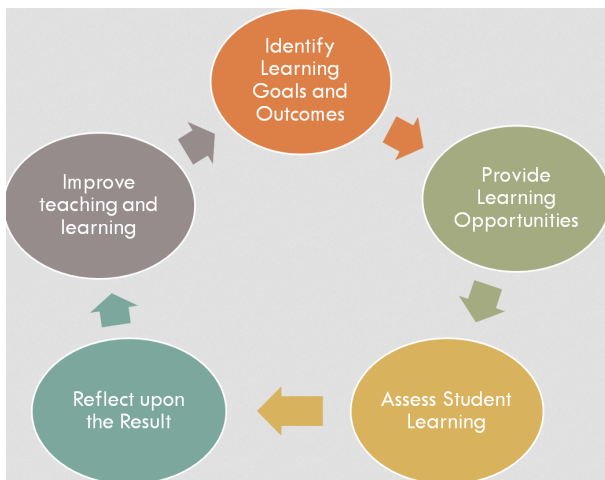 Identify
Learning
Goals and
Outcomes
Provide
Learning
Opportunities
Assess Student
Learning
Reflect upon
the Result
Improve
teaching and
learning